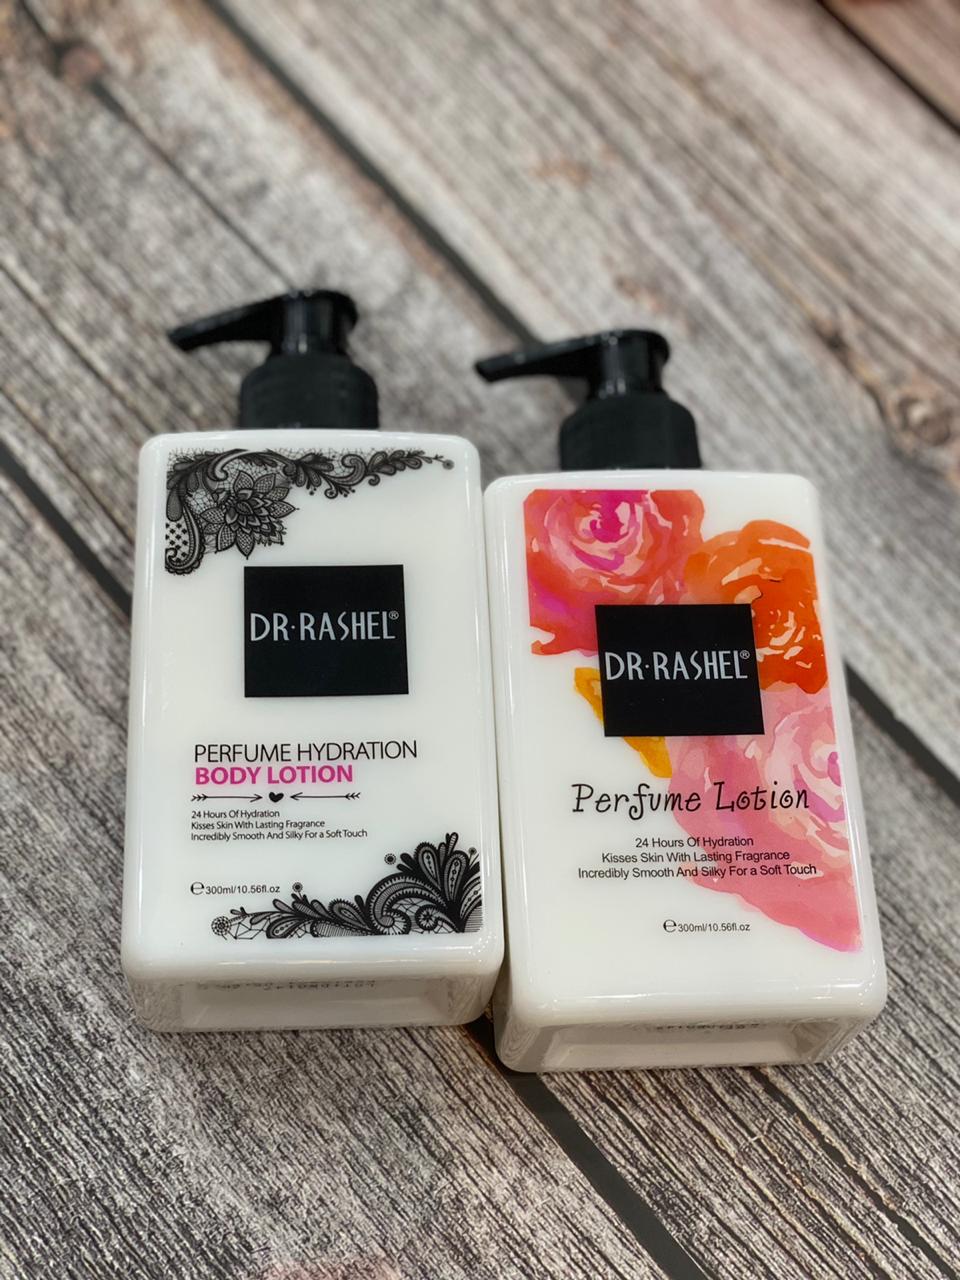 DR·RASHEL®
PERFUME HYDRATION
BODY LOTION
24 Hours Of Hydration
Kisses Skin With Lasting Fragrance
Incredibly Smooth And Silky For a Soft Touch
℮300ml/10.56fl.oz
DR·RASHEL®
Perfume Lotion
24 Hours Of Hydration
Kisses Skin With Lasting Fragrance
Incredibly Smooth And Silky For a Soft Touch
℮300ml/10.56fl.oz